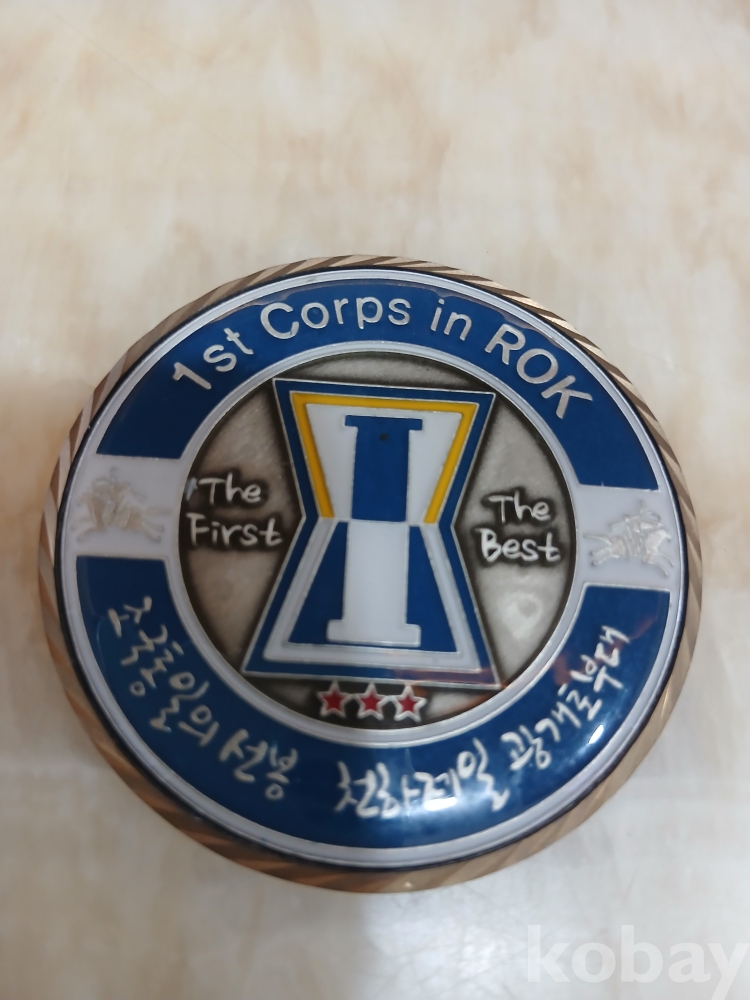 1st Corps in ROK
The First
The Best
조국통일의 선봉 천하제일 광개토부대
kobay